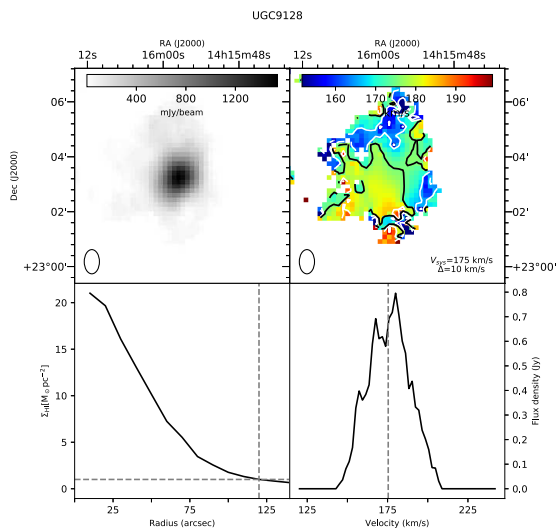 UGC9128
RA (J2000)
RA (J2000)
12s 16m00s 14h15m48s
12s 16m00s 14h15m48s
400 800 1200
mJy/beam
160 170 180 190
06'
04'
02'
+23°00'
Dec (J2000)
06'
04'
02'
+23°00'
V_sys=175 km/s
Δ=10 km/s
20
15
10
5
0
Σ_HI[M_⊙pc⁻²]
25 75 125
Radius (arcsec)
0.8
0.7
0.6
0.5
0.4
0.3
0.2
0.1
0.0
Flux density (Jy)
125 175 225
Velocity (km/s)